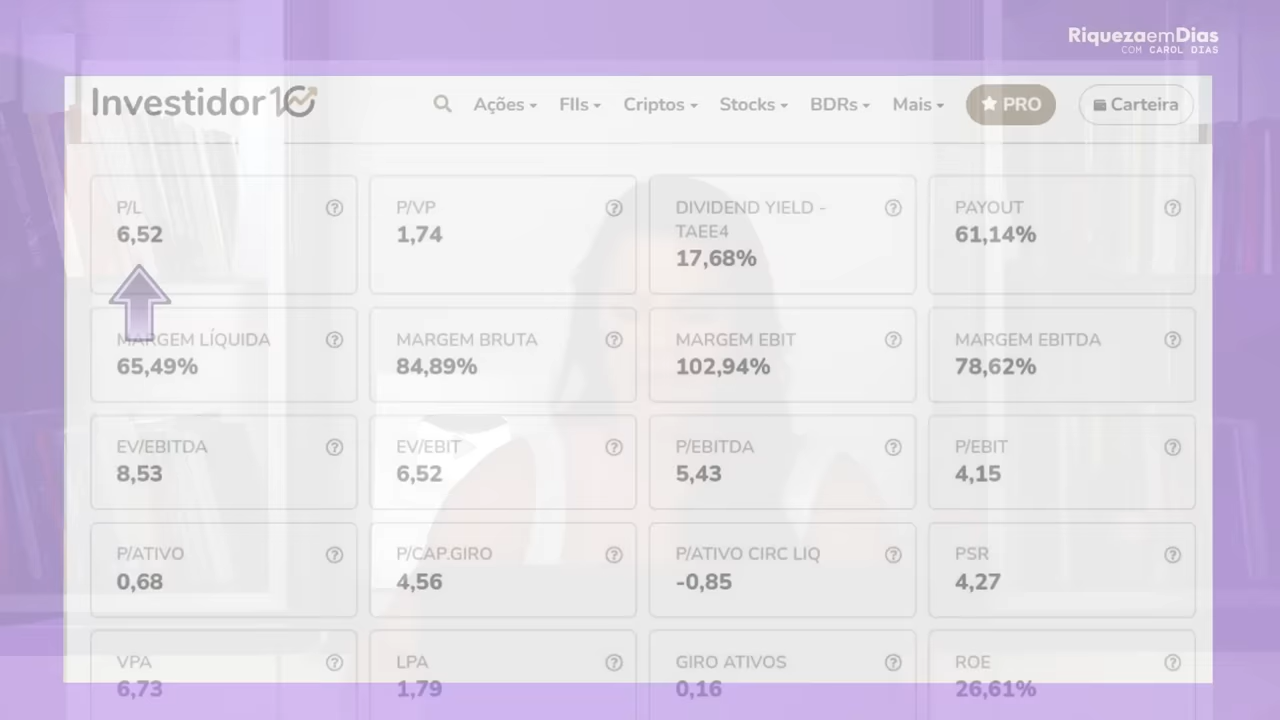 RiquezaemDias
COM CAROL DIAS
Investidor10
Ações
FIIs
Criptos
Stocks
BDRs
Mais
PRO
Carteira
P/L
6,52
P/VP
1,74
DIVIDEND YIELD -
TAEE4
17,68%
PAYOUT
61,14%
MARGEM LÍQUIDA
65,49%
MARGEM BRUTA
84,89%
MARGEM EBIT
102,94%
MARGEM EBITDA
78,62%
EV/EBITDA
8,53
EV/EBIT
6,52
P/EBITDA
5,43
P/EBIT
4,15
P/ATIVO
0,68
P/CAP.GIRO
4,56
P/ATIVO CIRC LIQ
-0,85
PSR
4,27
VPA
6,73
LPA
1,79
GIRO ATIVOS
0,16
ROE
26,61%